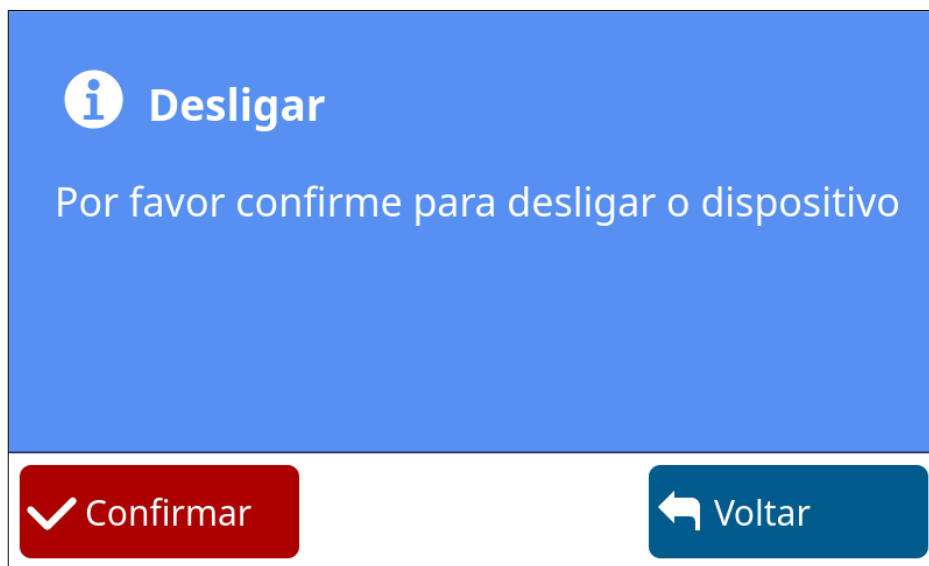 Desligar
Por favor confirme para desligar o dispositivo
Confirmar
Voltar